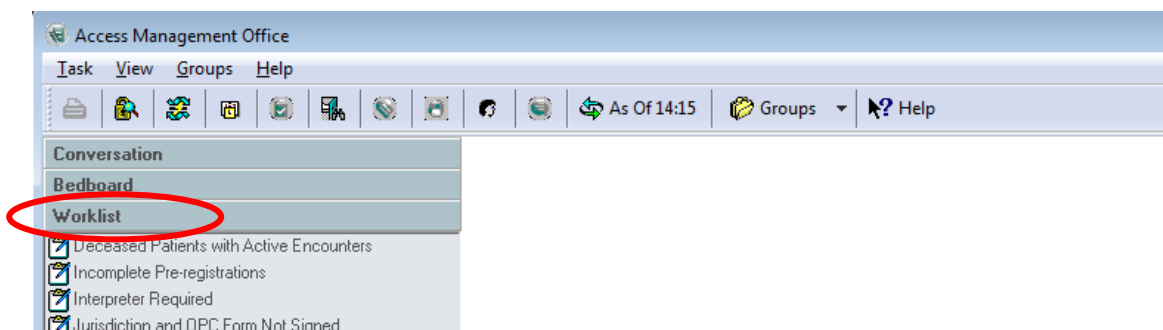 Access Management Office
Task View Groups Help
As Of 14:15 Groups Help
Conversation
Bedboard
Worklist
Deceased Patients with Active Encounters
Incomplete Pre-registrations
Interpreter Required
Jurisdiction and OPC Form Not Signed